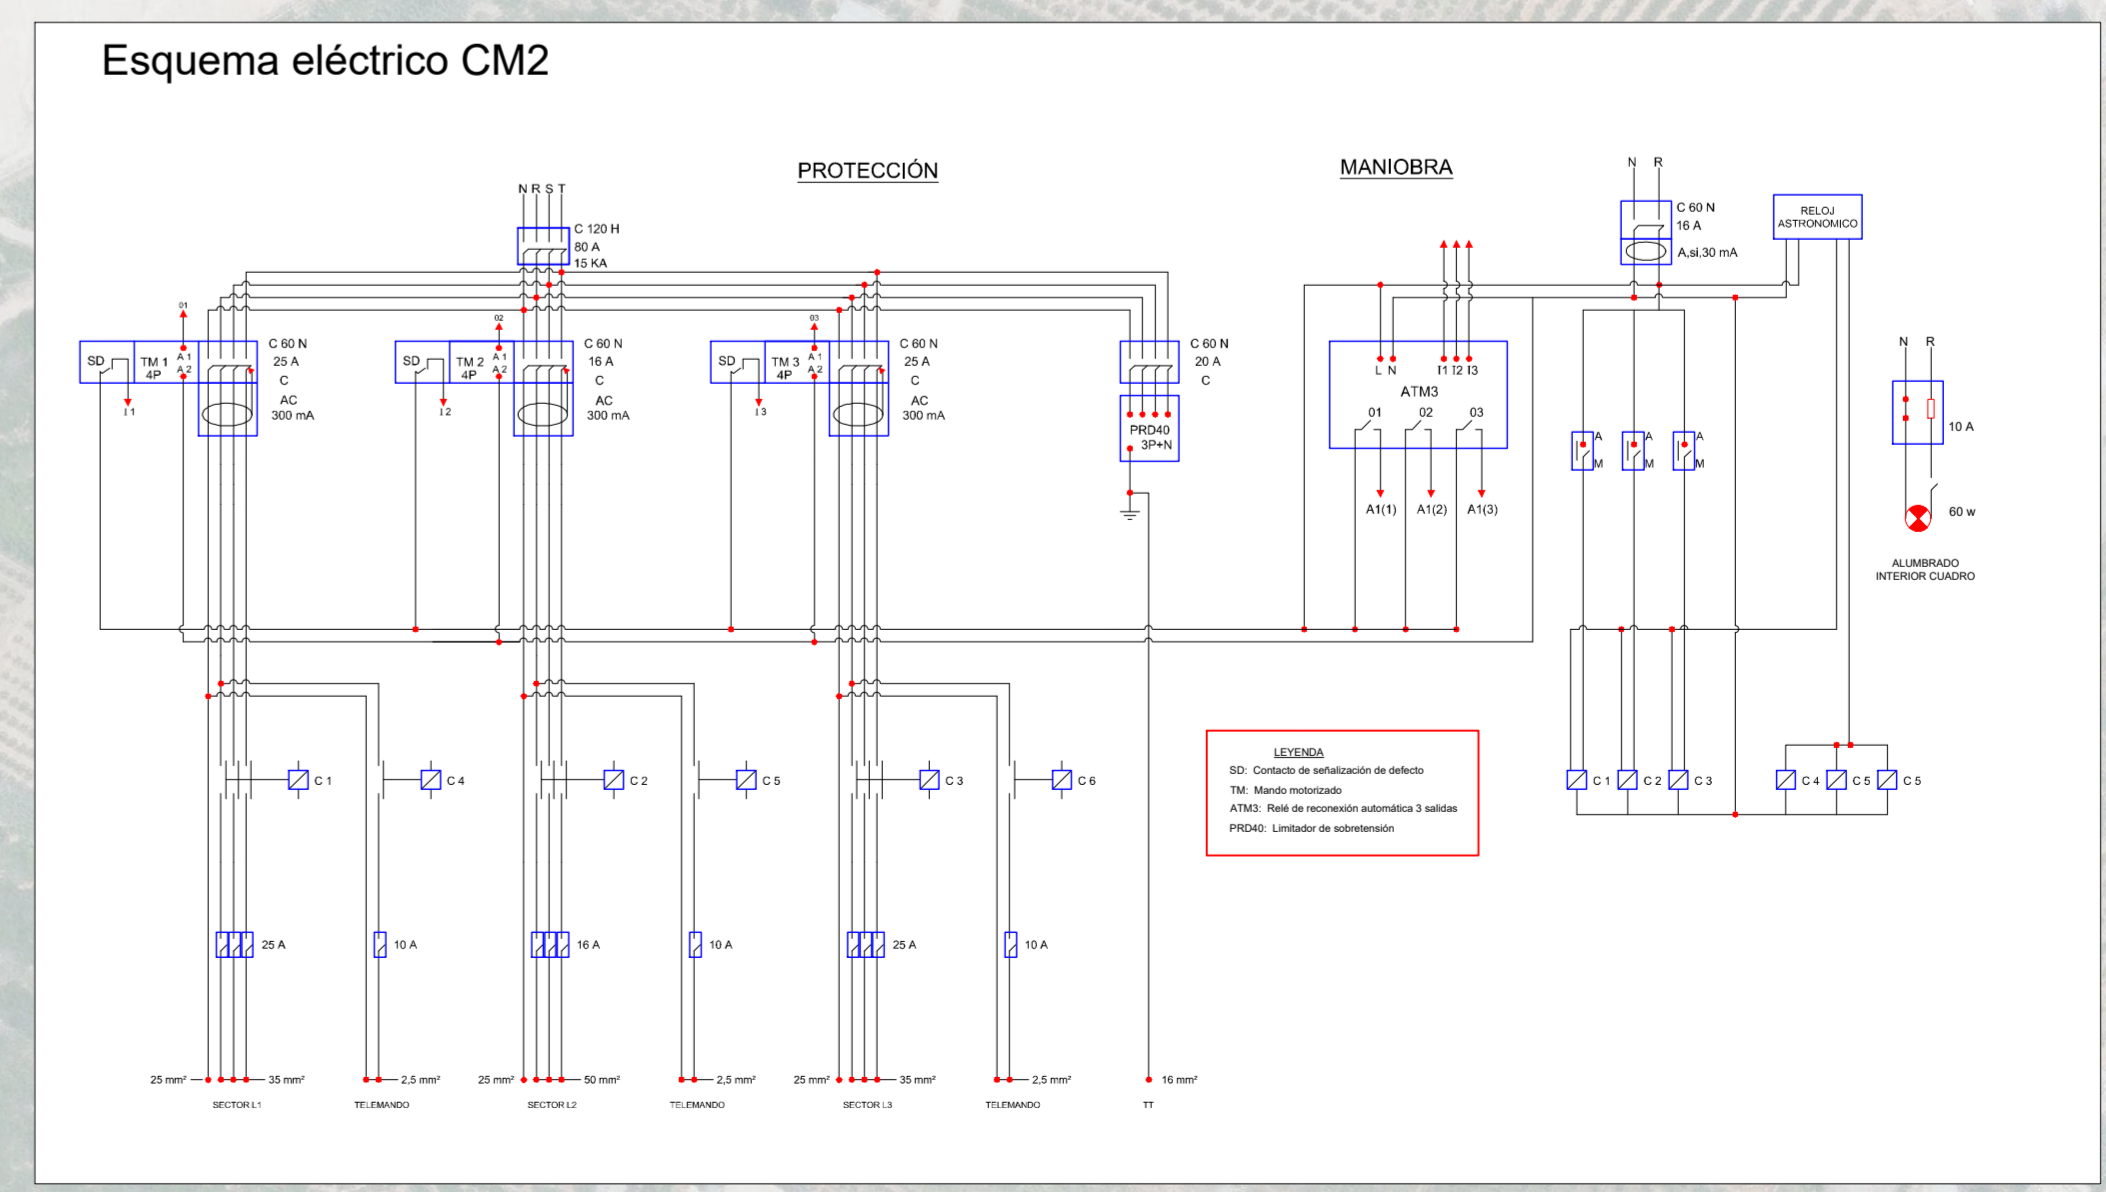 Esquema eléctrico CM2
PROTECCIÓN
MANIOBRA
N R S T
C 120 H
80 A
15 KA
N R
C 60 N
16 A
A,si,30 mA
RELOJ
ASTRONOMICO
01
SD
TM 1
4P
A 1
A 2
I 1
C 60 N
25 A
C
AC
300 mA
02
SD
TM 2
4P
A 1
A 2
I 2
C 60 N
16 A
C
AC
300 mA
03
SD
TM 3
4P
A 1
A 2
I 3
C 60 N
25 A
C
AC
300 mA
C 60 N
20 A
C
PRD40
3P+N
L N
I1 I2 I3
ATM3
01 02 03
A1(1) A1(2) A1(3)
A
M
A
M
A
M
N R
10 A
60 w
ALUMBRADO
INTERIOR CUADRO
C 1
C 4
C 2
C 5
C 3
C 6
LEYENDA
SD: Contacto de señalización de defecto
TM: Mando motorizado
ATM3: Relé de reconexión automática 3 salidas
PRD40: Limitador de sobretensión
C 1 C 2 C 3
C 4 C 5 C 5
25 A
10 A
16 A
10 A
25 A
10 A
25 mm² 35 mm²
2,5 mm²
25 mm² 50 mm²
2,5 mm²
25 mm² 35 mm²
2,5 mm²
16 mm²
SECTOR L1
TELEMANDO
SECTOR L2
TELEMANDO
SECTOR L3
TELEMANDO
TT